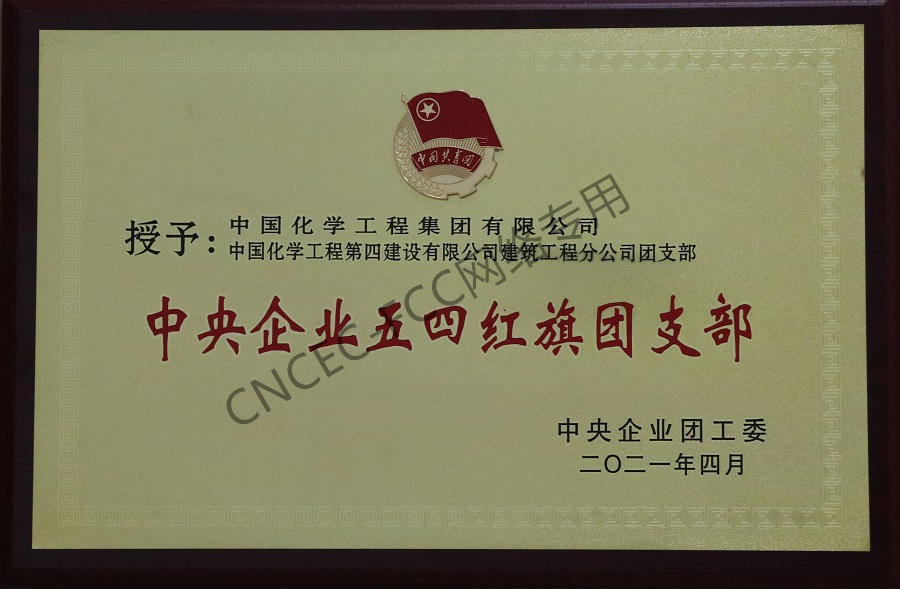 中国共青团
授予：
中国化学工程集团有限公司
中国化学工程第四建设有限公司建筑工程分公司团支部
中央企业五四红旗团支部
中央企业团工委
二〇二一年四月
CNCEC-FCC网络专用